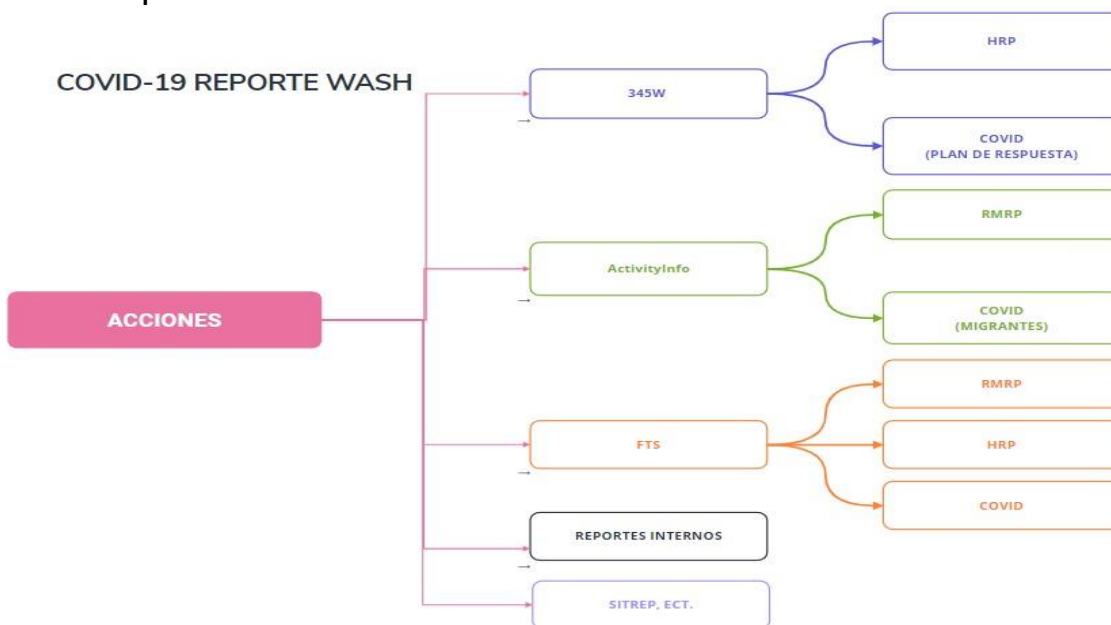 COVID-19 REPORTE WASH
ACCIONES
345W
HRP
COVID
(PLAN DE RESPUESTA)
ActivityInfo
RMRP
COVID
(MIGRANTES)
FTS
RMRP
HRP
COVID
REPORTES INTERNOS
SITREP, ECT.